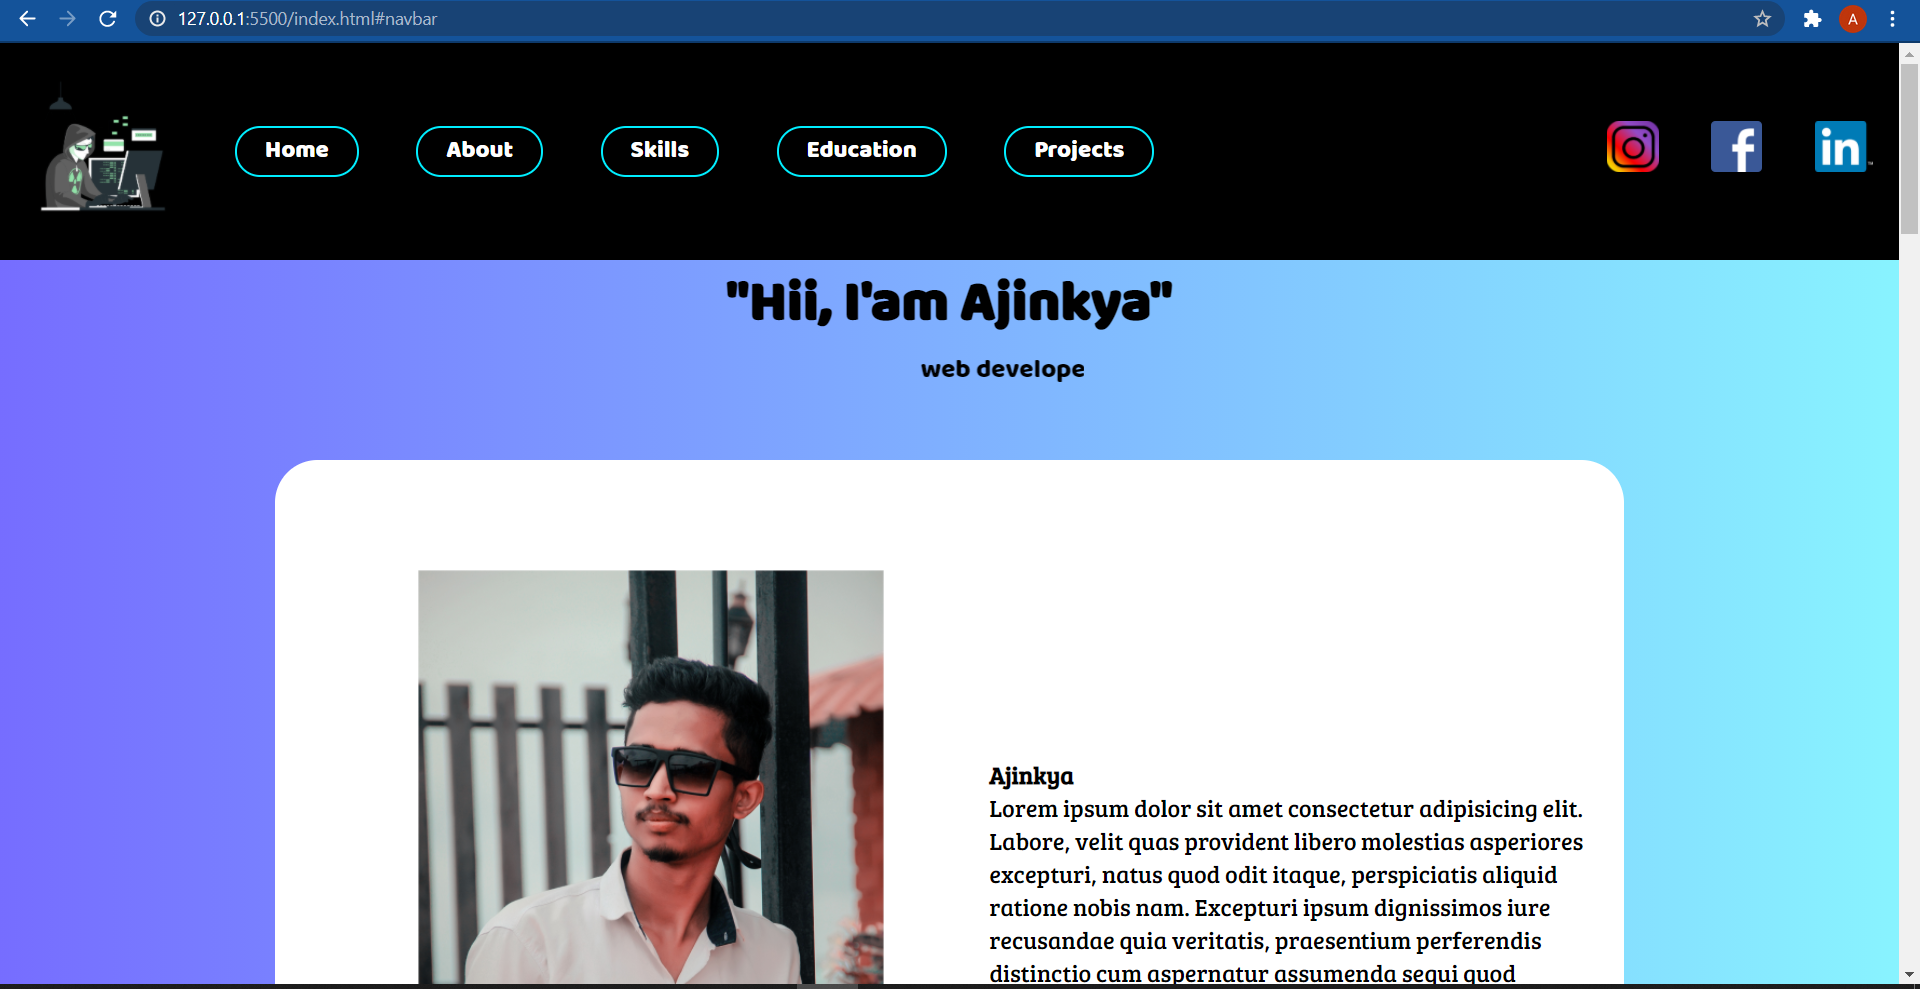 127.0.0.1:5500/index.html#navbar
A
Home About Skills Education Projects
f
in
"Hii, I'am Ajinkya"
web develope
Ajinkya
Lorem ipsum dolor sit amet consectetur adipisicing elit.
Labore, velit quas provident libero molestias asperiores
excepturi, natus quod odit itaque, perspiciatis aliquid
ratione nobis nam. Excepturi ipsum dignissimos iure
recusandae quia veritatis, praesentium perferendis
distinctio cum aspernatur assumenda sequi quod